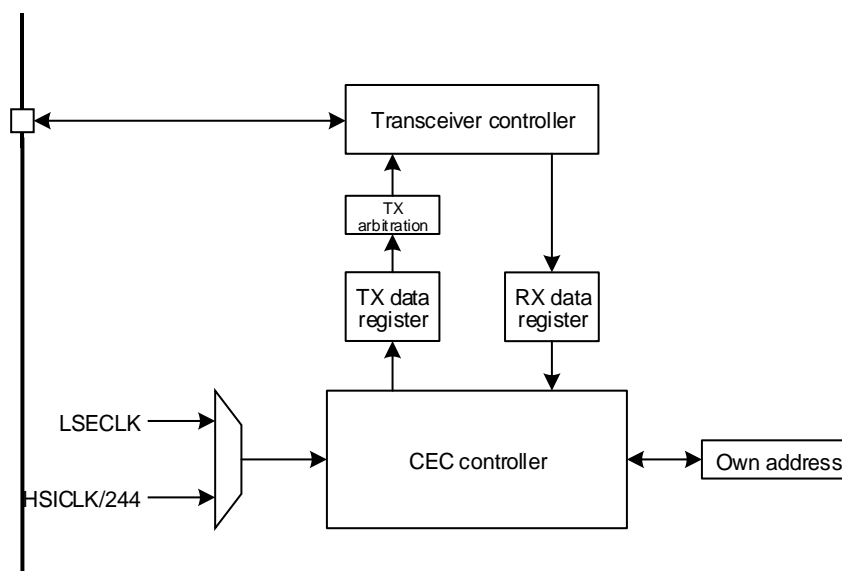 Transceiver controller
TX
arbitration
TX data
register
RX data
register
LSECLK
CEC controller
Own address
HSICLK/244